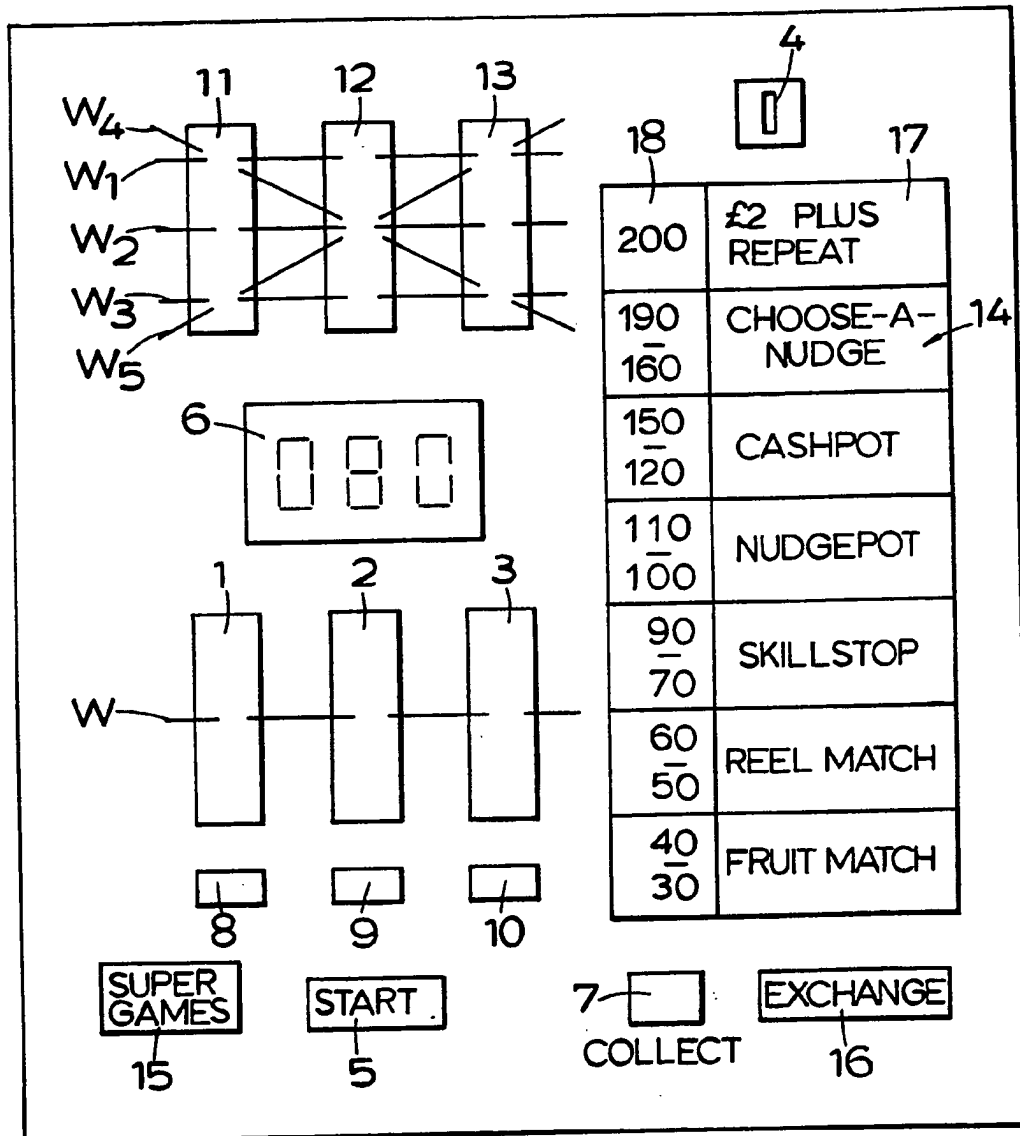 4
11 12 13
W4
W1
W2
W3
W5
18 17
200 £2 PLUS
REPEAT
190
160
CHOOSE-A-
NUDGE
14
150
120
CASHPOT
110
100
NUDGEPOT
90
70
SKILLSTOP
60
50
REEL MATCH
40
30
FRUIT MATCH
6
080
1 2 3
W
8 9 10
SUPER
GAMES
15
START
5
7
COLLECT
EXCHANGE
16